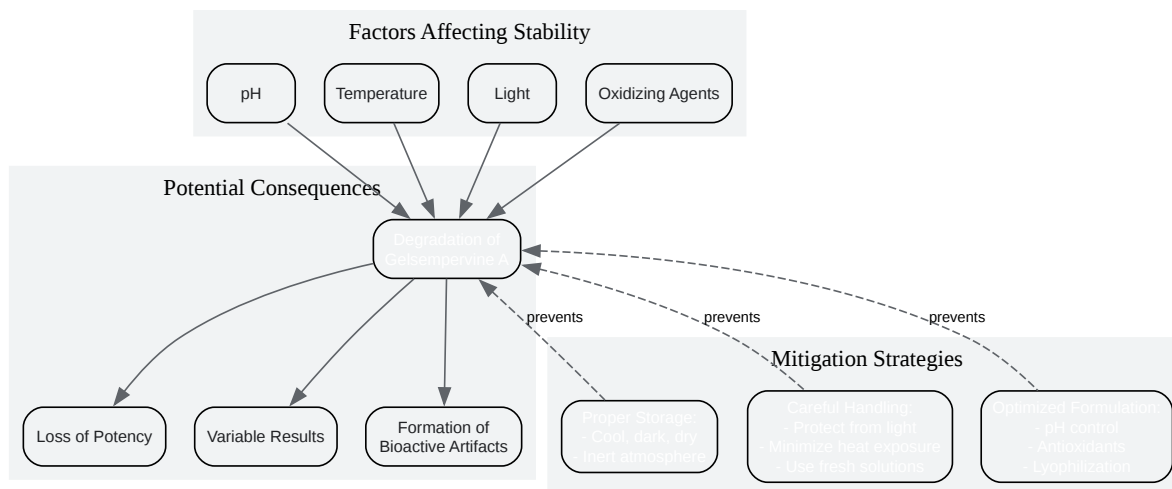 Factors Affecting Stability
pH
Temperature
Light
Oxidizing Agents
Potential Consequences
Degradation of
Gelsempervine A
prevents
prevents
prevents
Mitigation Strategies
Loss of Potency
Variable Results
Formation of
Bioactive Artifacts
Proper Storage:
- Cool, dark, dry
- Inert atmosphere
Careful Handling:
- Protect from light
- Minimize heat exposure
- Use fresh solutions
Optimized Formulation:
- pH control
- Antioxidants
- Lyophilization